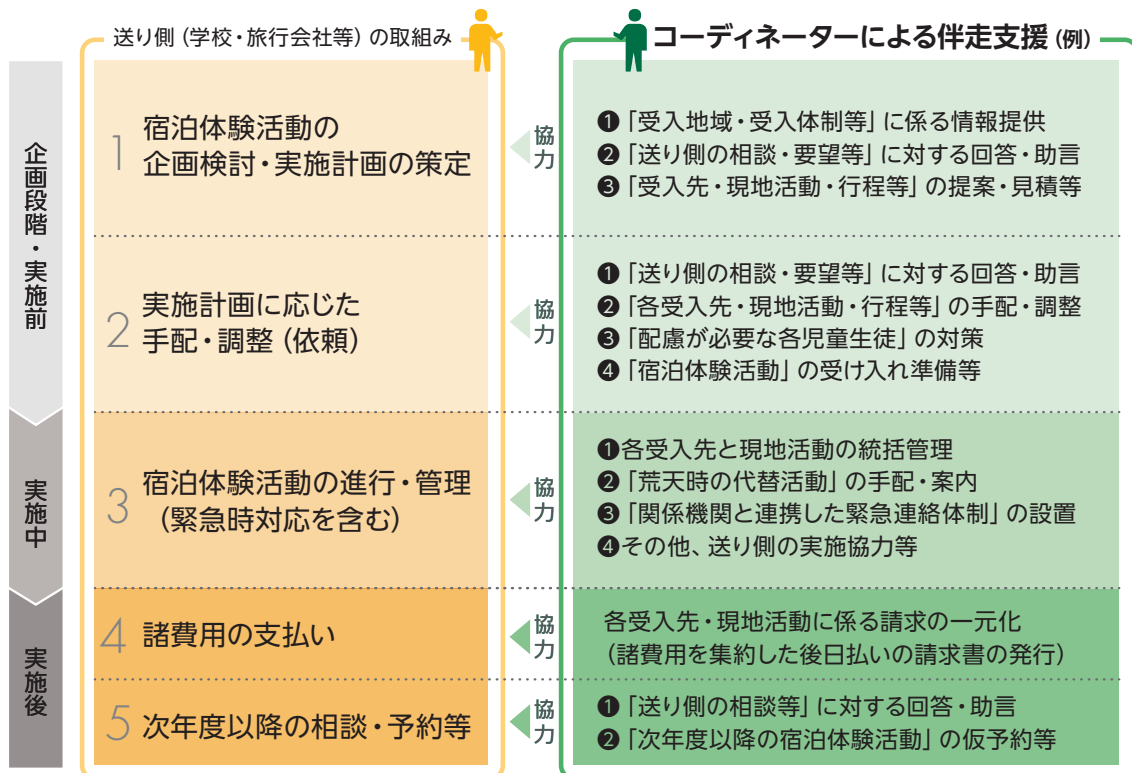 送り側（学校・旅行会社等）の取組み
コーディネーターによる伴走支援（例）
企画段階・実施前
1
宿泊体験活動の
企画検討・実施計画の策定
協力
❶「受入地域・受入体制等」に係る情報提供
❷「送り側の相談・要望等」に対する回答・助言
❸「受入先・現地活動・行程等」の提案・見積等
2
実施計画に応じた
手配・調整（依頼）
協力
❶「送り側の相談・要望等」に対する回答・助言
❷「各受入先・現地活動・行程等」の手配・調整
❸「配慮が必要な各児童生徒」の対策
❹「宿泊体験活動」の受け入れ準備等
実施中
3
宿泊体験活動の進行・管理
（緊急時対応を含む）
協力
❶各受入先と現地活動の統括管理
❷「荒天時の代替活動」の手配・案内
❸「関係機関と連携した緊急連絡体制」の設置
❹その他、送り側の実施協力等
実施後
4
諸費用の支払い
協力
各受入先・現地活動に係る請求の一元化
（諸費用を集約した後日払いの請求書の発行）
5
次年度以降の相談・予約等
協力
❶「送り側の相談等」に対する回答・助言
❷「次年度以降の宿泊体験活動」の仮予約等